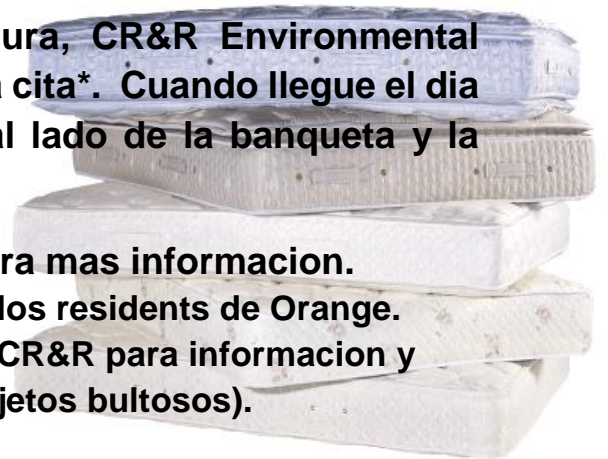 ura, CR&R Environmental
cita*. Cuando llegue el dia
al lado de la banqueta y la
ra mas informacion.
los residents de Orange.
CR&R para informacion y
jetos bultosos).